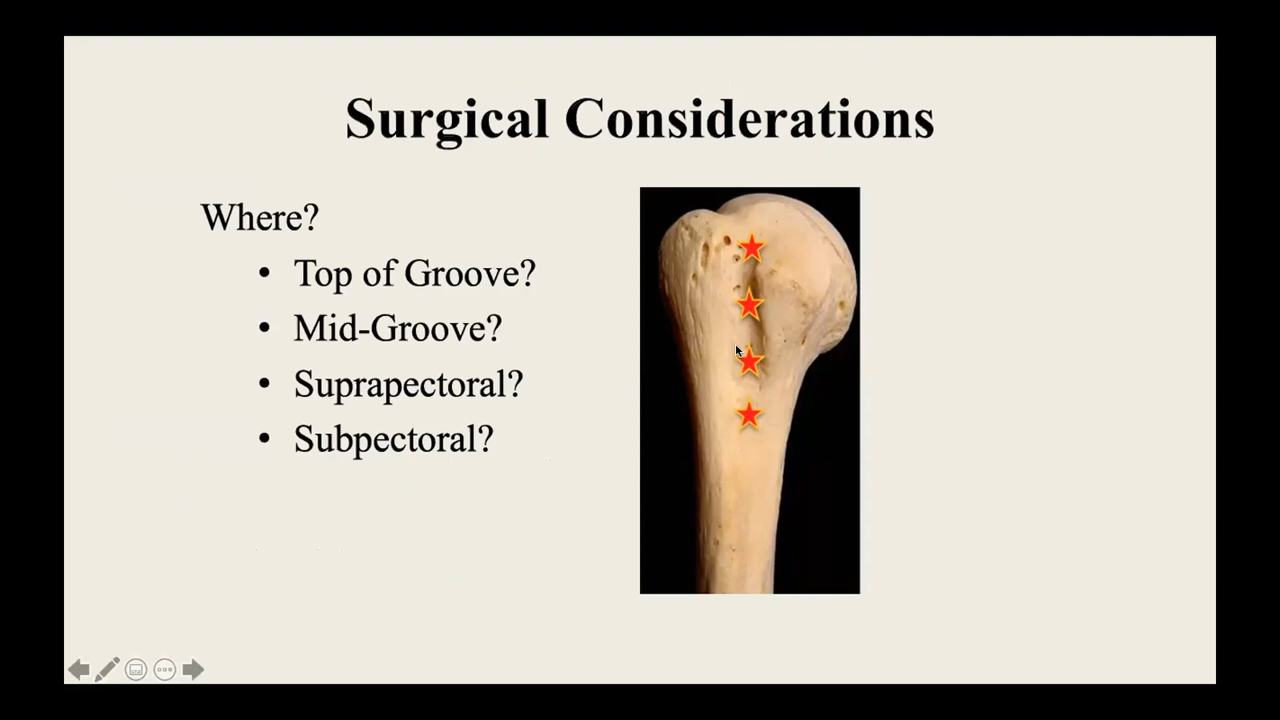 Surgical Considerations
Where?
• Top of Groove?
• Mid-Groove?
• Suprapectoral?
• Subpectoral?